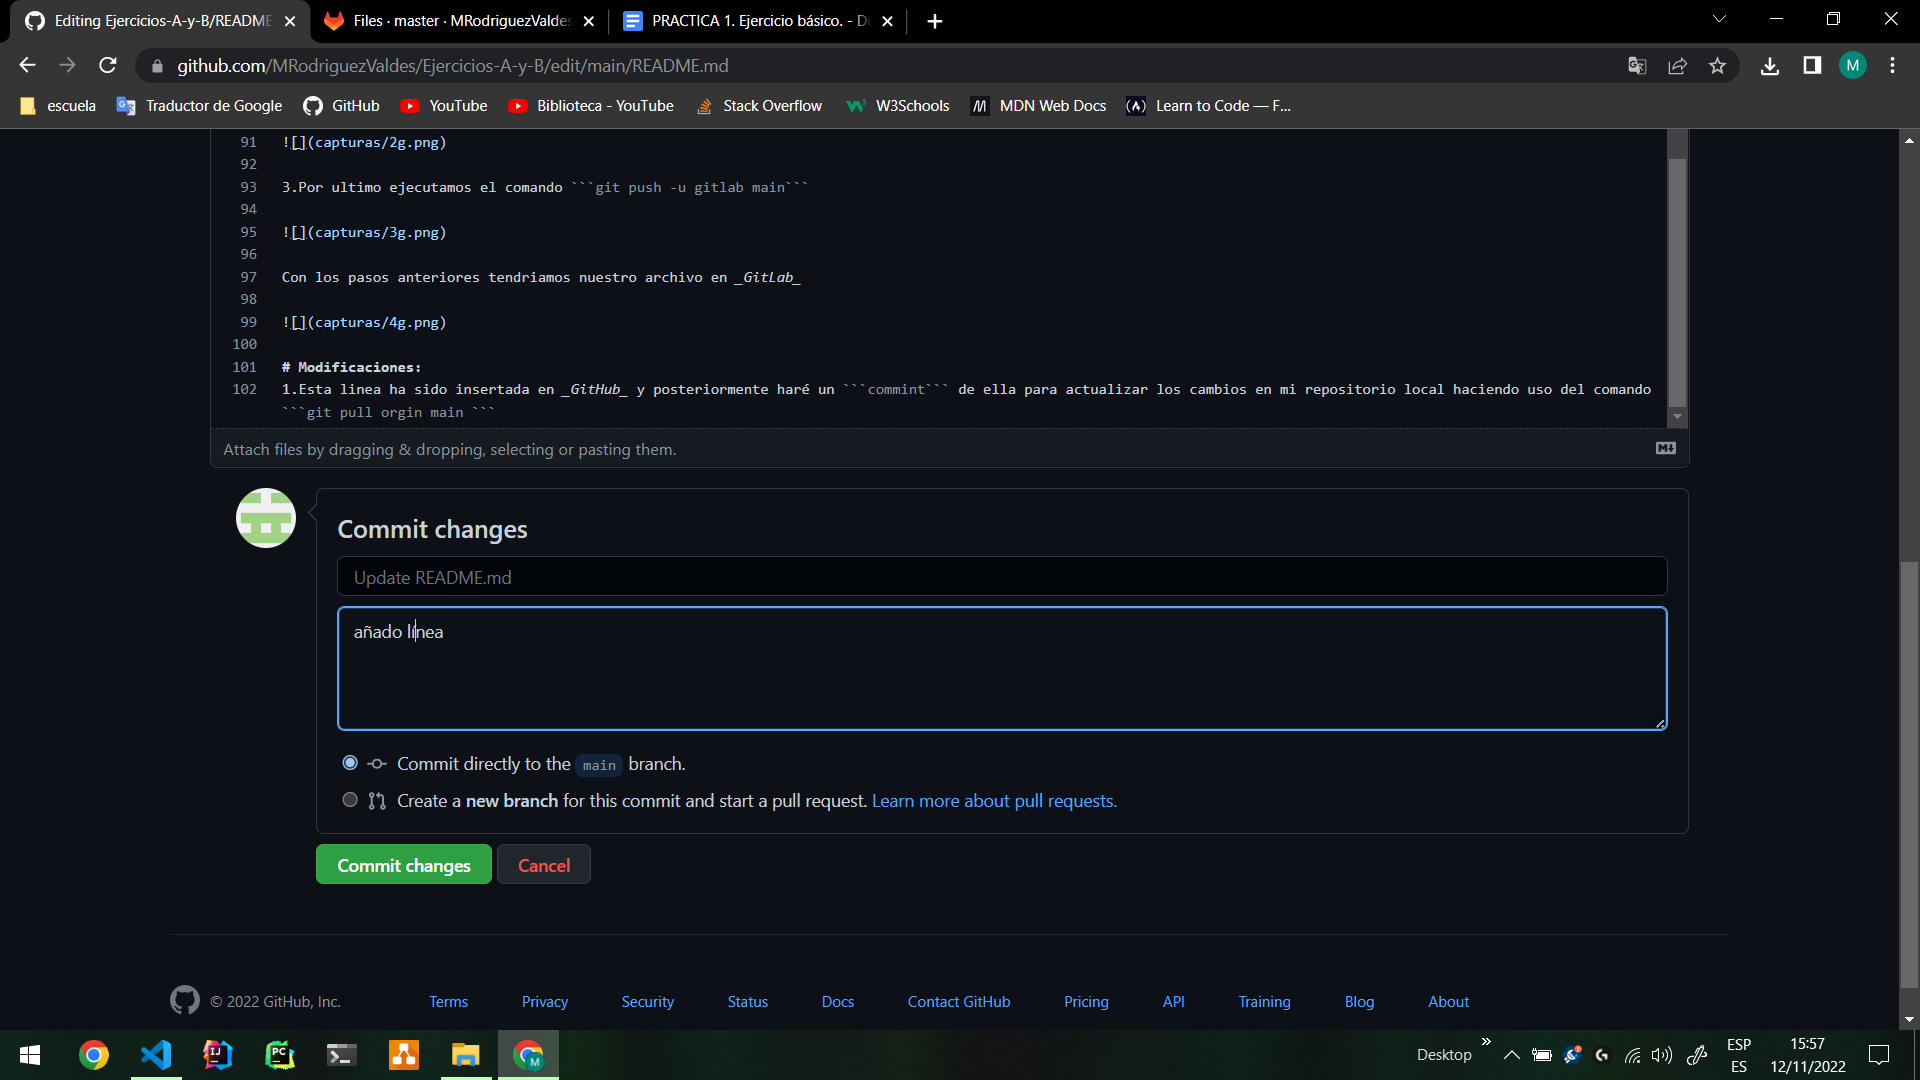 Editing Ejercicios-A-y-B/README
Files · master · MRodriguezValdes
PRACTICA 1. Ejercicio básico. - Do
github.com/MRodriguezValdes/Ejercicios-A-y-B/edit/main/README.md
M
escuela
Traductor de Google
GitHub
YouTube
Biblioteca - YouTube
Stack Overflow
W3Schools
MDN Web Docs
Learn to Code — F...
91 ![](capturas/2g.png)
92
93 3.Por ultimo ejecutamos el comando ```git push -u gitlab main```
94
95 ![](capturas/3g.png)
96
97 Con los pasos anteriores tendriamos nuestro archivo en _GitLab_
98
99 ![](capturas/4g.png)
100
101 # Modificaciones:
102 1.Esta linea ha sido insertada en _GitHub_ y posteriormente haré un ```commint``` de ella para actualizar los cambios en mi repositorio local haciendo uso del comando
```git pull orgin main ```
Attach files by dragging & dropping, selecting or pasting them.
Commit changes
Update README.md
añado línea
Commit directly to the main branch.
Create a new branch for this commit and start a pull request. Learn more about pull requests.
Commit changes
Cancel
© 2022 GitHub, Inc.
Terms
Privacy
Security
Status
Docs
Contact GitHub
Pricing
API
Training
Blog
About
Desktop
ESP
ES
15:57
12/11/2022